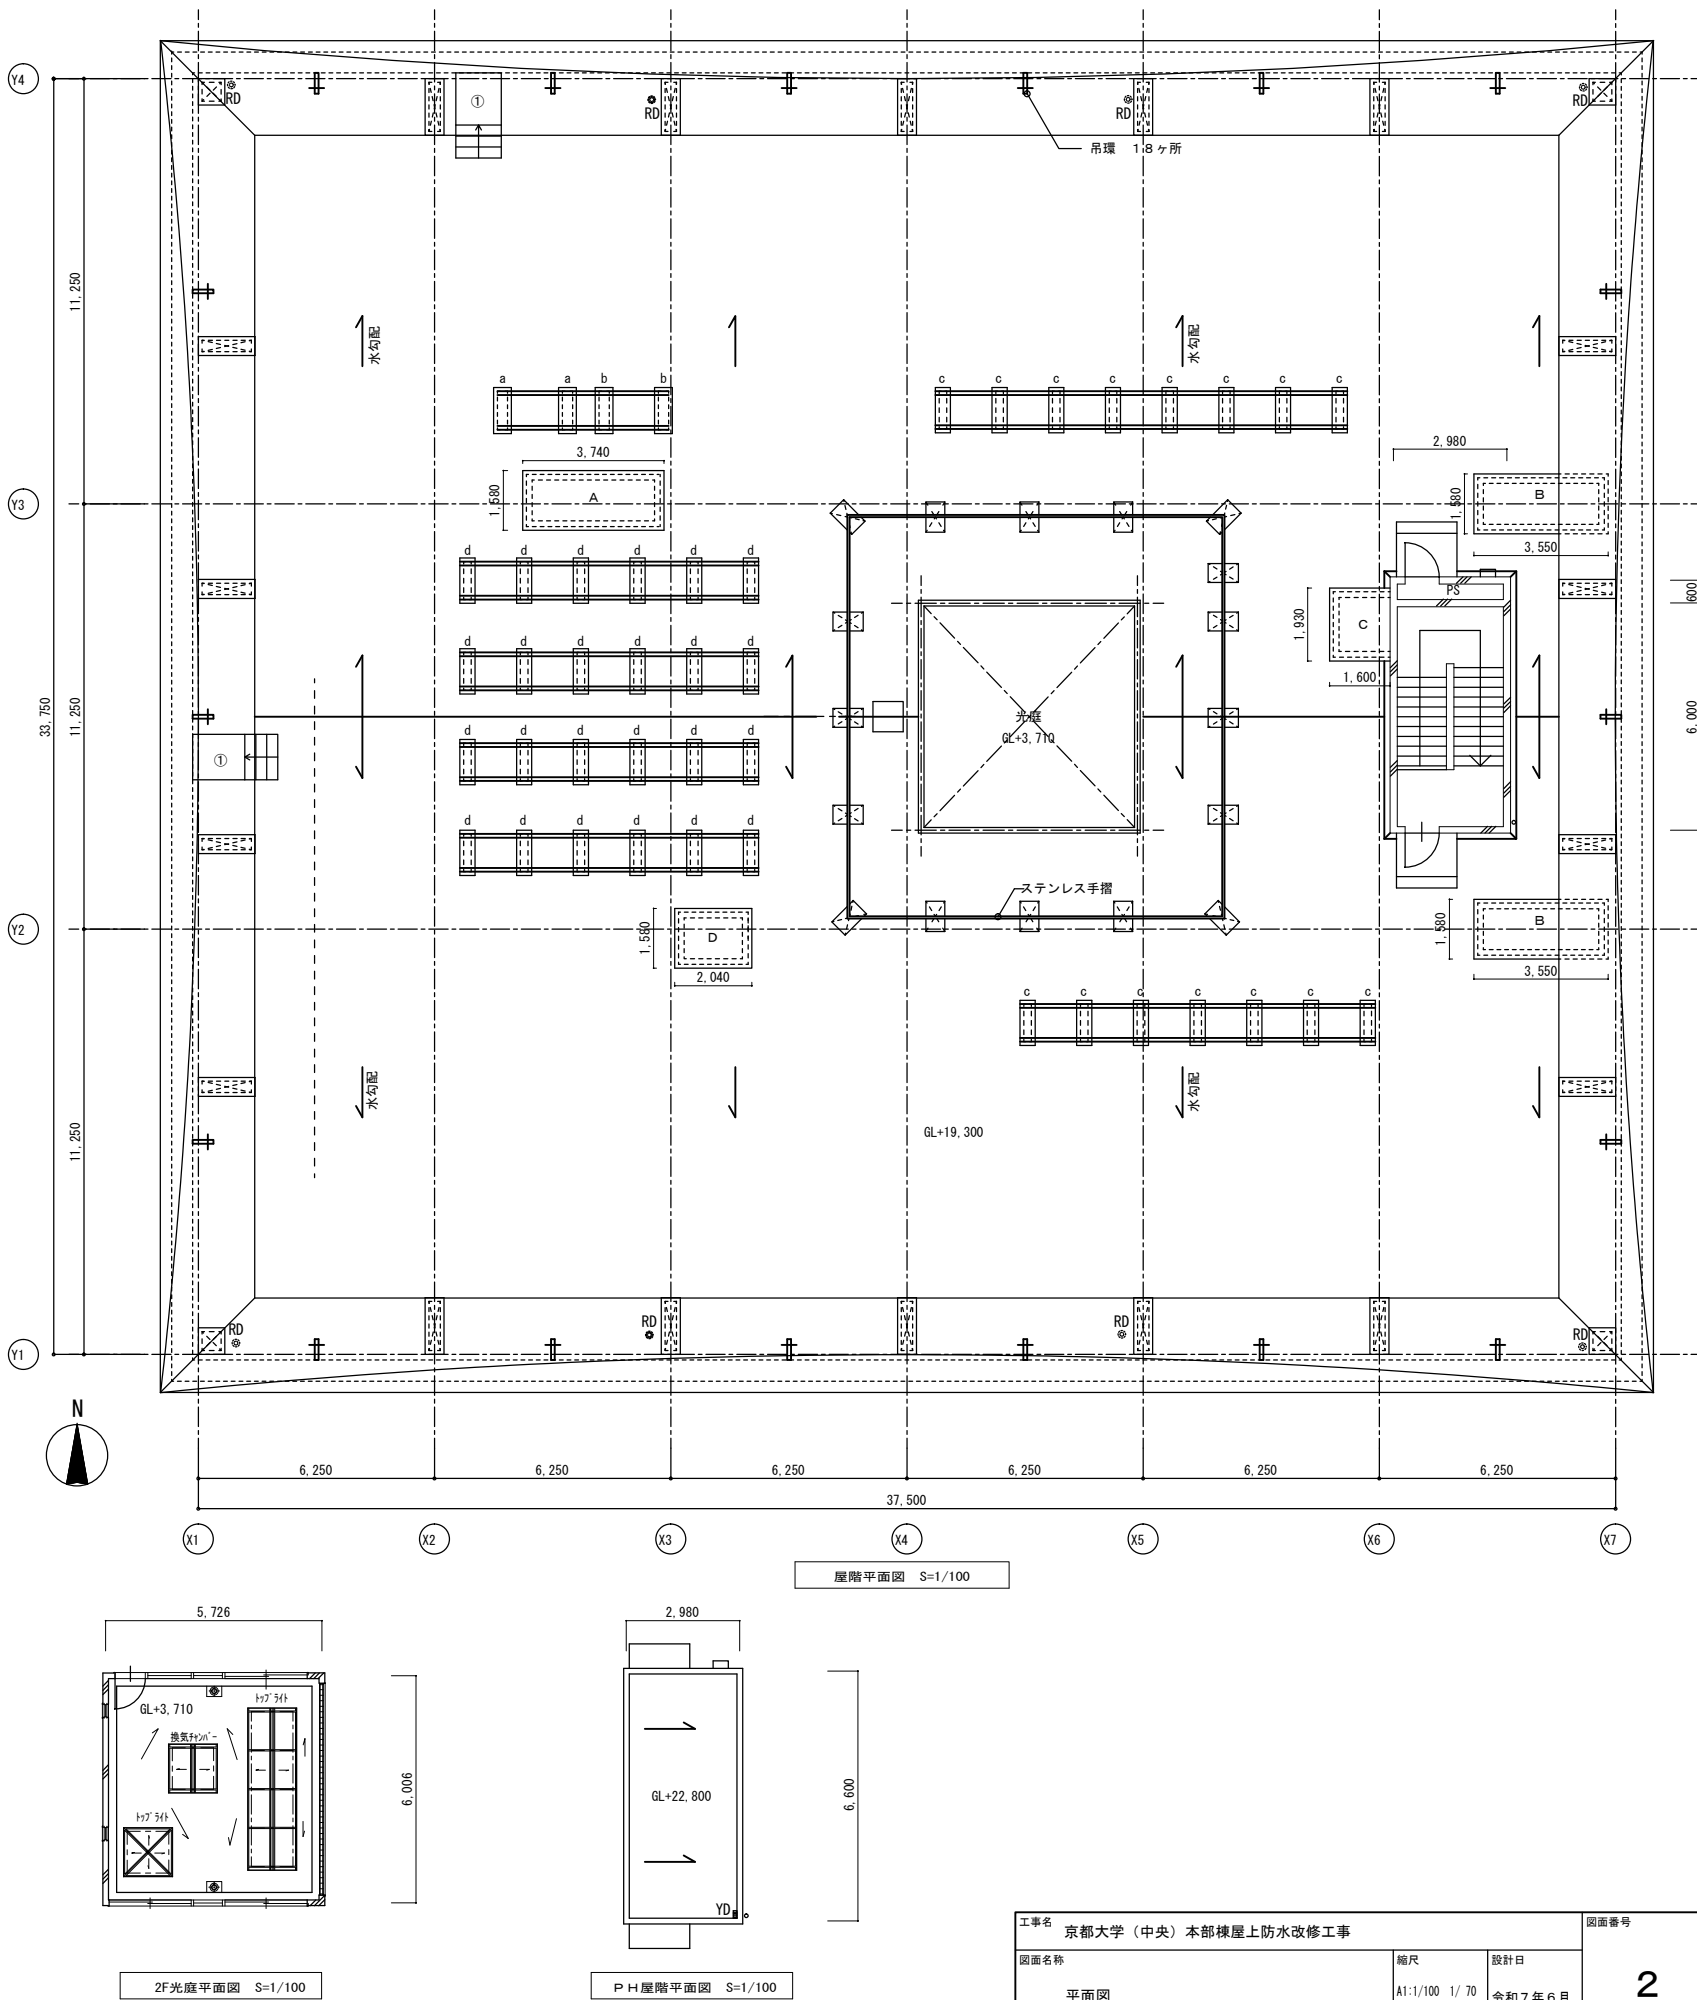 Y4
RD
①
RD
RD
RD
吊環　18ヶ所
11,250
水勾配
水勾配
a a b b
c c c c c c c c
3,740
2,980
Y3
1,580
A
1,580
B
3,550
d d d d d d
PS
600
1,930
C
1,600
d d d d d d
33,750
11,250
光庭
GL+3,710
6,000
①
d d d d d d
d d d d d d
ステンレス手摺
Y2
1,580
D
2,040
1,580
B
3,550
c c c c c c c
水勾配
水勾配
11,250
GL+19,300
RD
RD
RD
RD
Y1
N
6,250 6,250 6,250 6,250 6,250 6,250
37,500
X1 X2 X3 X4 X5 X6 X7
屋階平面図　S=1/100
5,726
GL+3,710
トップライト
換気チャンバー
トップライト
6,006
2F光庭平面図　S=1/100
2,980
GL+22,800
6,600
YD
PH屋階平面図　S=1/100
工事名 京都大学（中央）本部棟屋上防水改修工事
図面番号
図面名称
縮尺
設計日
平面図
A1:1/100 1/ 70
令和7年6月
2